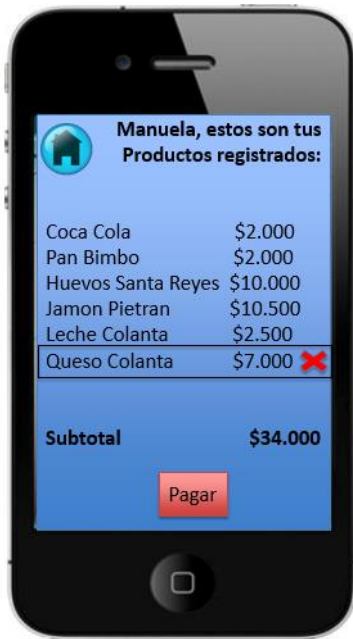 Manuela, estos son tus
Productos registrados:
Coca Cola $2.000
Pan Bimbo $2.000
Huevos Santa Reyes $10.000
Jamon Pietran $10.500
Leche Colanta $2.500
Queso Colanta $7.000
Subtotal $34.000
Pagar